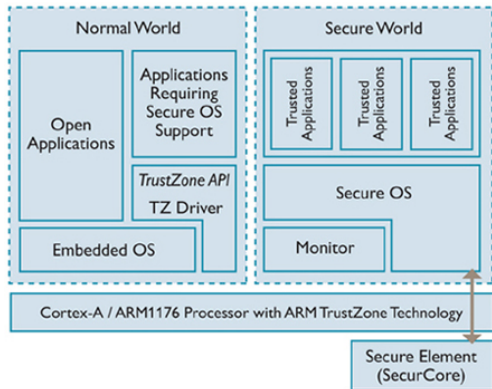 Normal World
Open
Applications
Applications
Requiring
Secure OS
Support
TrustZone API
TZ Driver
Embedded OS
Secure World
Trusted
Applications
Trusted
Applications
Trusted
Applications
Secure OS
Monitor
Cortex-A / ARM1176 Processor with ARM TrustZone Technology
Secure Element
(SecurCore)